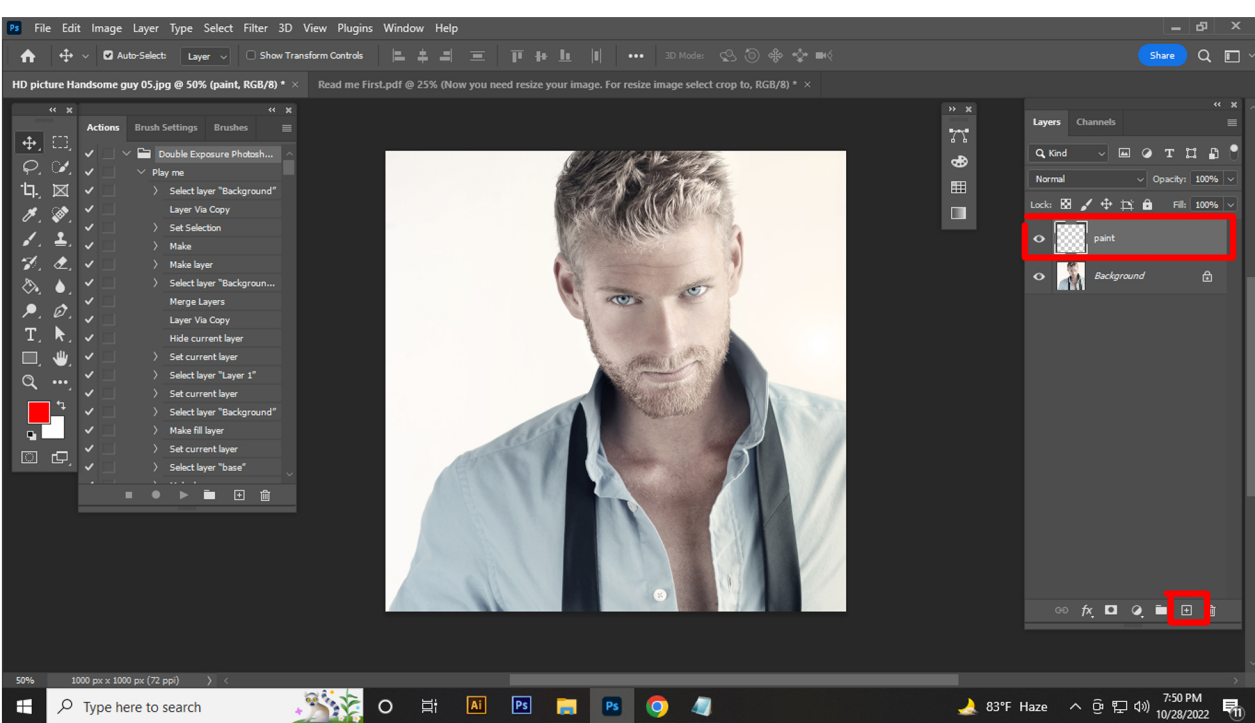 Ps File Edit Image Layer Type Select Filter 3D View Plugins Window Help
Auto-Select: Layer Show Transform Controls 3D Mode: Share
HD picture Handsome guy 05.jpg @ 50% (paint, RGB/8) * × Read me First.pdf @ 25% (Now you need resize your image. For resize image select crop to, RGB/8) * ×
Actions Brush Settings Brushes
Double Exposure Photosh...
Play me
Select layer "Background"
Layer Via Copy
Set Selection
Make
Make layer
Select layer "Backgroun...
Merge Layers
Layer Via Copy
Hide current layer
Set current layer
Select layer "Layer 1"
Set current layer
Select layer "Background"
Make fill layer
Set current layer
Select layer "base"
Layers Channels
Kind
Normal Opacity: 100%
Lock: Fill: 100%
paint
Background
fx
50% 1000 px x 1000 px (72 ppi)
Type here to search
Ai
Ps
Ps
83°F Haze
7:50 PM
10/28/2022
11